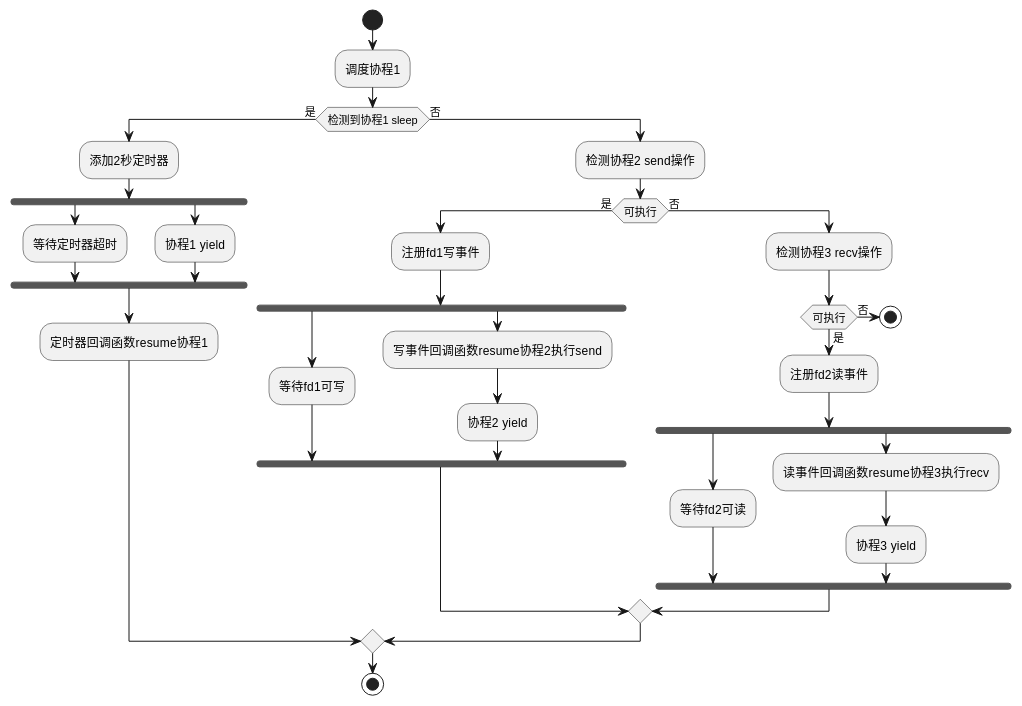 调度协程1
是
检测到协程1 sleep
否
添加2秒定时器
检测协程2 send操作
等待定时器超时
协程1 yield
定时器回调函数resume协程1
是
可执行
否
注册fd1写事件
检测协程3 recv操作
等待fd1可写
写事件回调函数resume协程2执行send
协程2 yield
可执行
否
是
注册fd2读事件
等待fd2可读
读事件回调函数resume协程3执行recv
协程3 yield